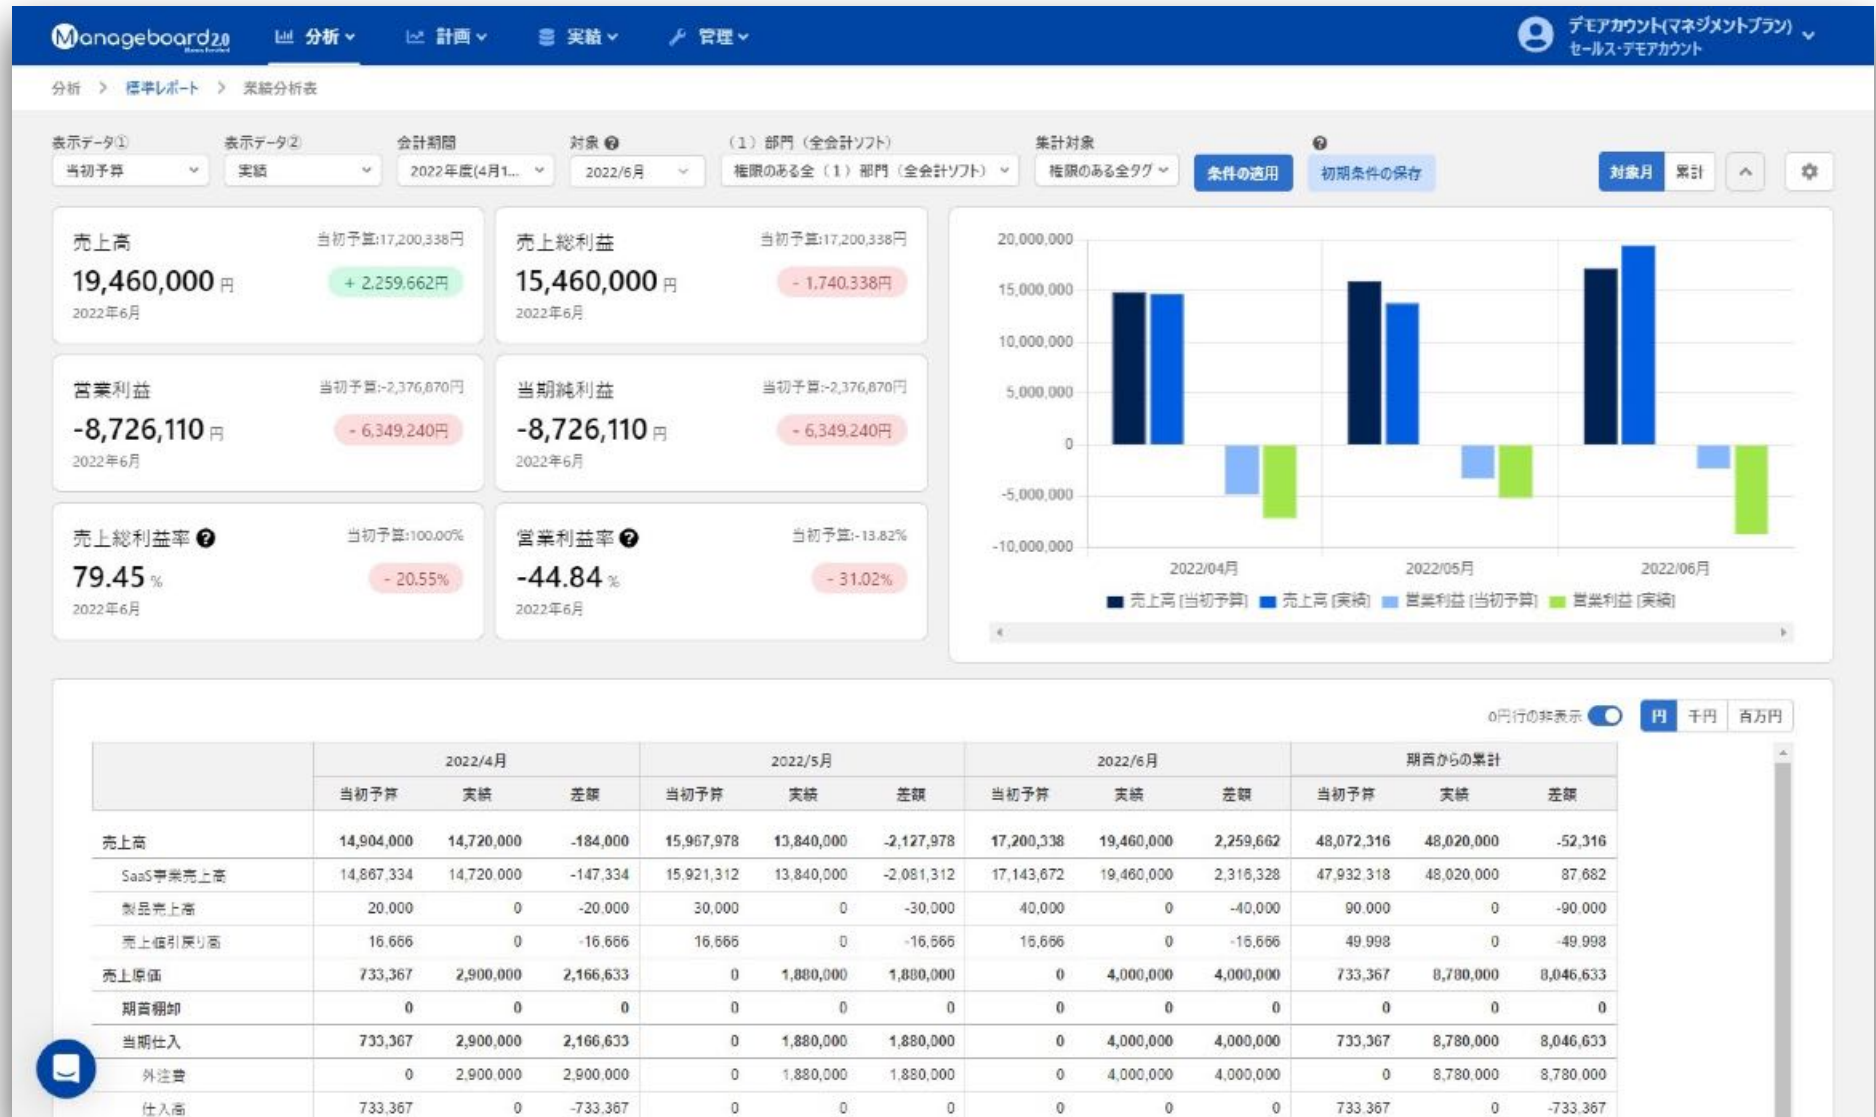 Manageboard2.0
分析 計画 実績 管理
デモアカウント(マネジメントプラン)
セールス・デモアカウント
分析 > 標準レポート > 業績分析表
表示データ① 表示データ② 会計期間 対象 ? （1）部門（全会計ソフト） 集計対象 ?
当初予算 実績 2022年度(4月1... 2022/6月 権限のある全（1）部門（全会計ソフト） 権限のある全タグ 条件の適用 初期条件の保存 対象月 累計
売上高 当初予算:17,200,338円
19,460,000 円 + 2,259,662円
2022年6月
売上総利益 当初予算:17,200,338円
15,460,000 円 - 1,740,338円
2022年6月
営業利益 当初予算:-2,376,870円
-8,726,110 円 - 6,349,240円
2022年6月
当期純利益 当初予算:-2,376,870円
-8,726,110 円 - 6,349,240円
2022年6月
売上総利益率 ? 当初予算:100.00%
79.45 % - 20.55%
2022年6月
営業利益率 ? 当初予算:-13.82%
-44.84 % - 31.02%
2022年6月
20,000,000
15,000,000
10,000,000
5,000,000
0
-5,000,000
-10,000,000
2022/04月 2022/05月 2022/06月
売上高 [当初予算] 売上高 [実績] 営業利益 [当初予算] 営業利益 [実績]
0円行の非表示 円 千円 百万円
2022/4月 2022/5月 2022/6月 期首からの累計
当初予算 実績 差額 当初予算 実績 差額 当初予算 実績 差額 当初予算 実績 差額
売上高 14,904,000 14,720,000 -184,000 15,967,978 13,840,000 -2,127,978 17,200,338 19,460,000 2,259,662 48,072,316 48,020,000 -52,316
SaaS事業売上高 14,867,334 14,720,000 -147,334 15,921,312 13,840,000 -2,081,312 17,143,672 19,460,000 2,316,328 47,932,318 48,020,000 87,682
製品売上高 20,000 0 -20,000 30,000 0 -30,000 40,000 0 -40,000 90,000 0 -90,000
売上値引戻り高 16,666 0 -16,666 16,666 0 -16,666 16,666 0 -16,666 49,998 0 -49,998
売上原価 733,367 2,900,000 2,166,633 0 1,880,000 1,880,000 0 4,000,000 4,000,000 733,367 8,780,000 8,046,633
期首棚卸 0 0 0 0 0 0 0 0 0 0 0 0
当期仕入 733,367 2,900,000 2,166,633 0 1,880,000 1,880,000 0 4,000,000 4,000,000 733,367 8,780,000 8,046,633
外注費 0 2,900,000 2,900,000 0 1,880,000 1,880,000 0 4,000,000 4,000,000 0 8,780,000 8,780,000
仕入高 733,367 0 -733,367 0 0 0 0 0 0 733,367 0 -733,367